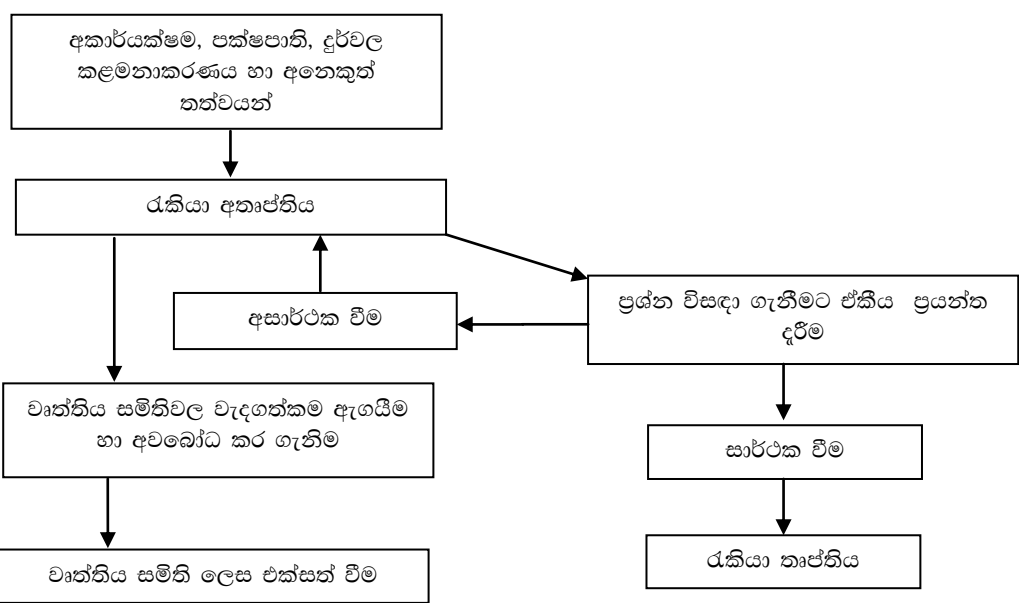 අකාර්යක්ෂම, පක්ෂපාති, දුර්වල
කළමනාකරණය හා අනෙකුත්
තත්වයන්
රැකියා අතෘප්තිය
ප්‍රශ්න විසඳා ගැනීමට ඒකීය ප්‍රයන්ත
දැරීම
අසාර්ථක වීම
වෘත්තිය සමිතිවල වැදගත්කම ඇගයීම
හා අවබෝධ කර ගැනිම
සාර්ථක වීම
රැකියා තෘප්තිය
වෘත්තිය සමිති ලෙස එක්සත් වීම